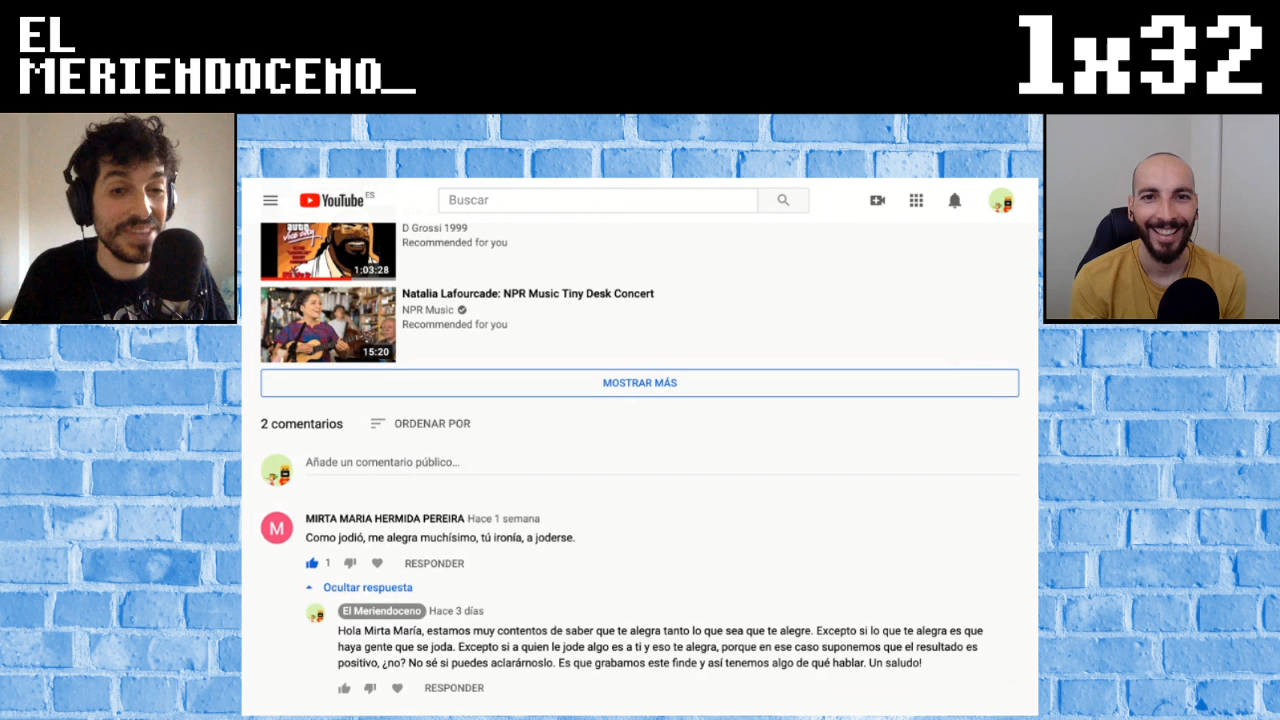 EL
MERIENDOCENO_
1x32
YouTube ES
Buscar
D Grossi 1999
Recommended for you
1:03:28
Natalia Lafourcade: NPR Music Tiny Desk Concert
NPR Music
Recommended for you
15:20
MOSTRAR MÁS
2 comentarios
ORDENAR POR
Añade un comentario público...
M
MIRTA MARIA HERMIDA PEREIRA Hace 1 semana
Como jodió, me alegra muchísimo, tú ironía, a joderse.
1
RESPONDER
Ocultar respuesta
El Meriendoceno Hace 3 días
Hola Mirta María, estamos muy contentos de saber que te alegra tanto lo que sea que te alegre. Excepto si lo que te alegra es que
haya gente que se joda. Excepto si a quien le jode algo es a ti y eso te alegra, porque en ese caso suponemos que el resultado es
positivo, ¿no? No sé si puedes aclarárnoslo. Es que grabamos este finde y así tenemos algo de qué hablar. Un saludo!
RESPONDER